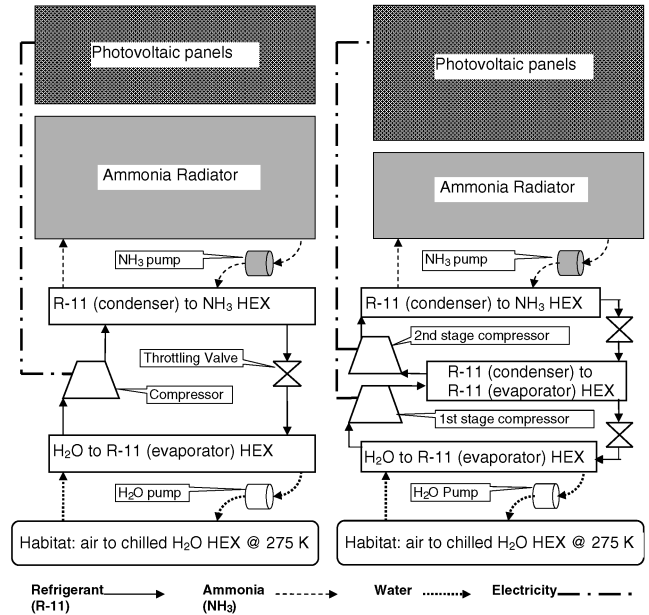 Photovoltaic panels
Ammonia Radiator
NH3 pump
R-11 (condenser) to NH3 HEX
Throttling Valve
Compressor
H2O to R-11 (evaporator) HEX
H2O pump
Habitat: air to chilled H2O HEX @ 275 K
Photovoltaic panels
Ammonia Radiator
NH3 pump
R-11 (condenser) to NH3 HEX
2nd stage compressor
R-11 (condenser) to
R-11 (evaporator) HEX
1st stage compressor
H2O to R-11 (evaporator) HEX
H2O Pump
Habitat: air to chilled H2O HEX @ 275 K
Refrigerant
(R-11)
Ammonia
(NH3)
Water
Electricity